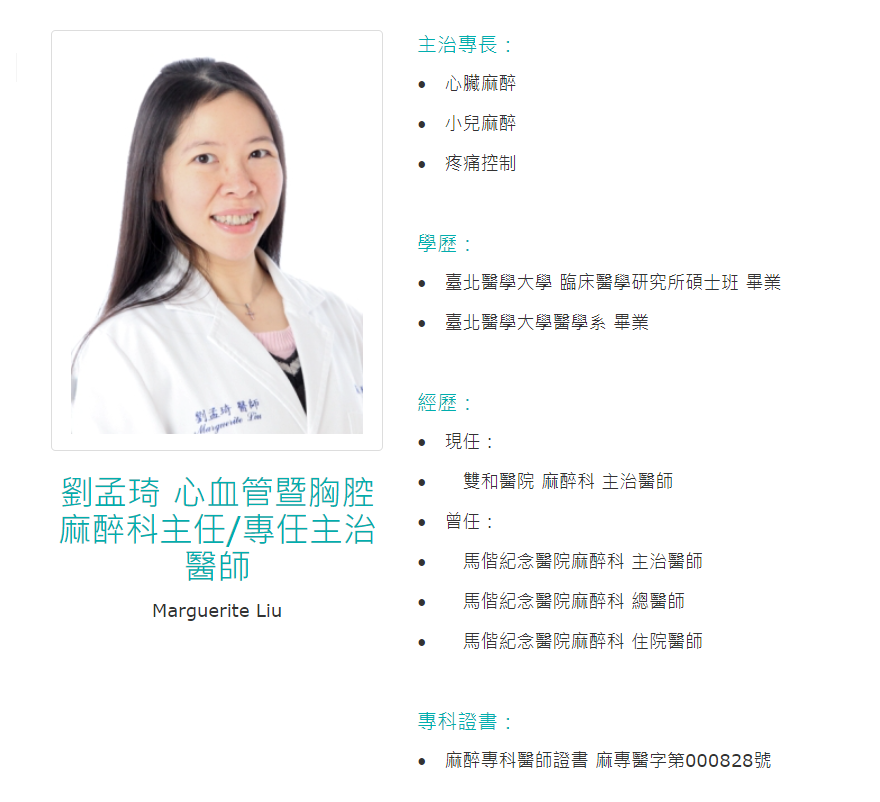 劉孟琦 醫師
Marguerite Liu
劉孟琦 心血管暨胸腔
麻醉科主任/專任主治
醫師
Marguerite Liu
主治專長：
• 心臟麻醉
• 小兒麻醉
• 疼痛控制
學歷：
• 臺北醫學大學 臨床醫學研究所碩士班 畢業
• 臺北醫學大學醫學系 畢業
經歷：
• 現任：
• 雙和醫院 麻醉科 主治醫師
• 曾任：
• 馬偕紀念醫院麻醉科 主治醫師
• 馬偕紀念醫院麻醉科 總醫師
• 馬偕紀念醫院麻醉科 住院醫師
專科證書：
• 麻醉專科醫師證書 麻專醫字第000828號